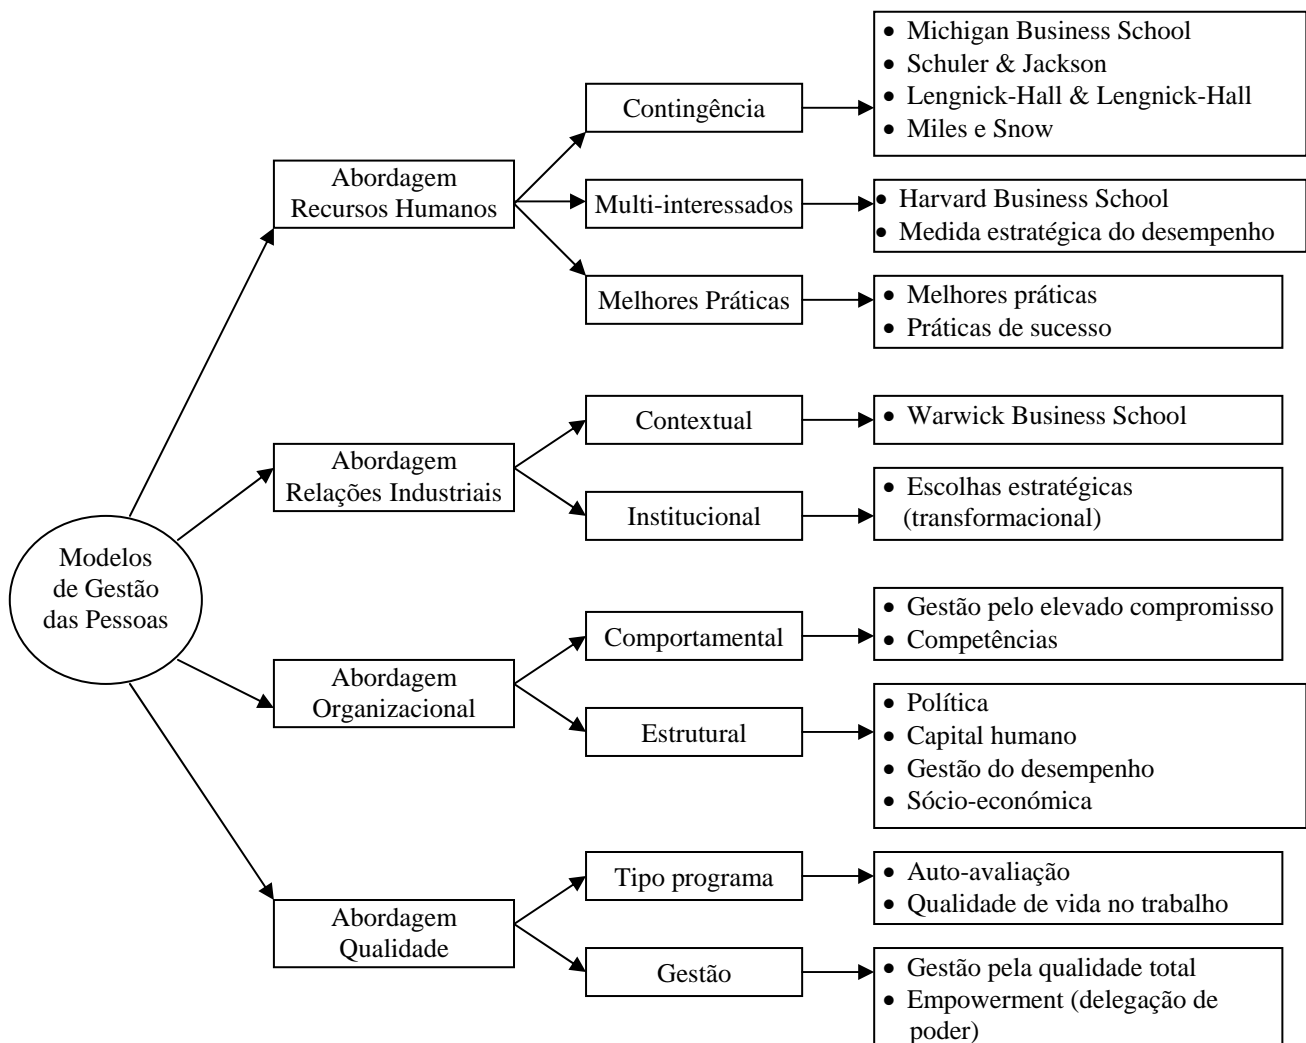 Modelos
de Gestão
das Pessoas
Abordagem
Recursos Humanos
Contingência
• Michigan Business School
• Schuler & Jackson
• Lengnick-Hall & Lengnick-Hall
• Miles e Snow
Multi-interessados
• Harvard Business School
• Medida estratégica do desempenho
Melhores Práticas
• Melhores práticas
• Práticas de sucesso
Abordagem
Relações Industriais
Contextual
• Warwick Business School
Institucional
• Escolhas estratégicas
(transformacional)
Abordagem
Organizacional
Comportamental
• Gestão pelo elevado compromisso
• Competências
Estrutural
• Política
• Capital humano
• Gestão do desempenho
• Sócio-económica
Abordagem
Qualidade
Tipo programa
• Auto-avaliação
• Qualidade de vida no trabalho
Gestão
• Gestão pela qualidade total
• Empowerment (delegação de
poder)